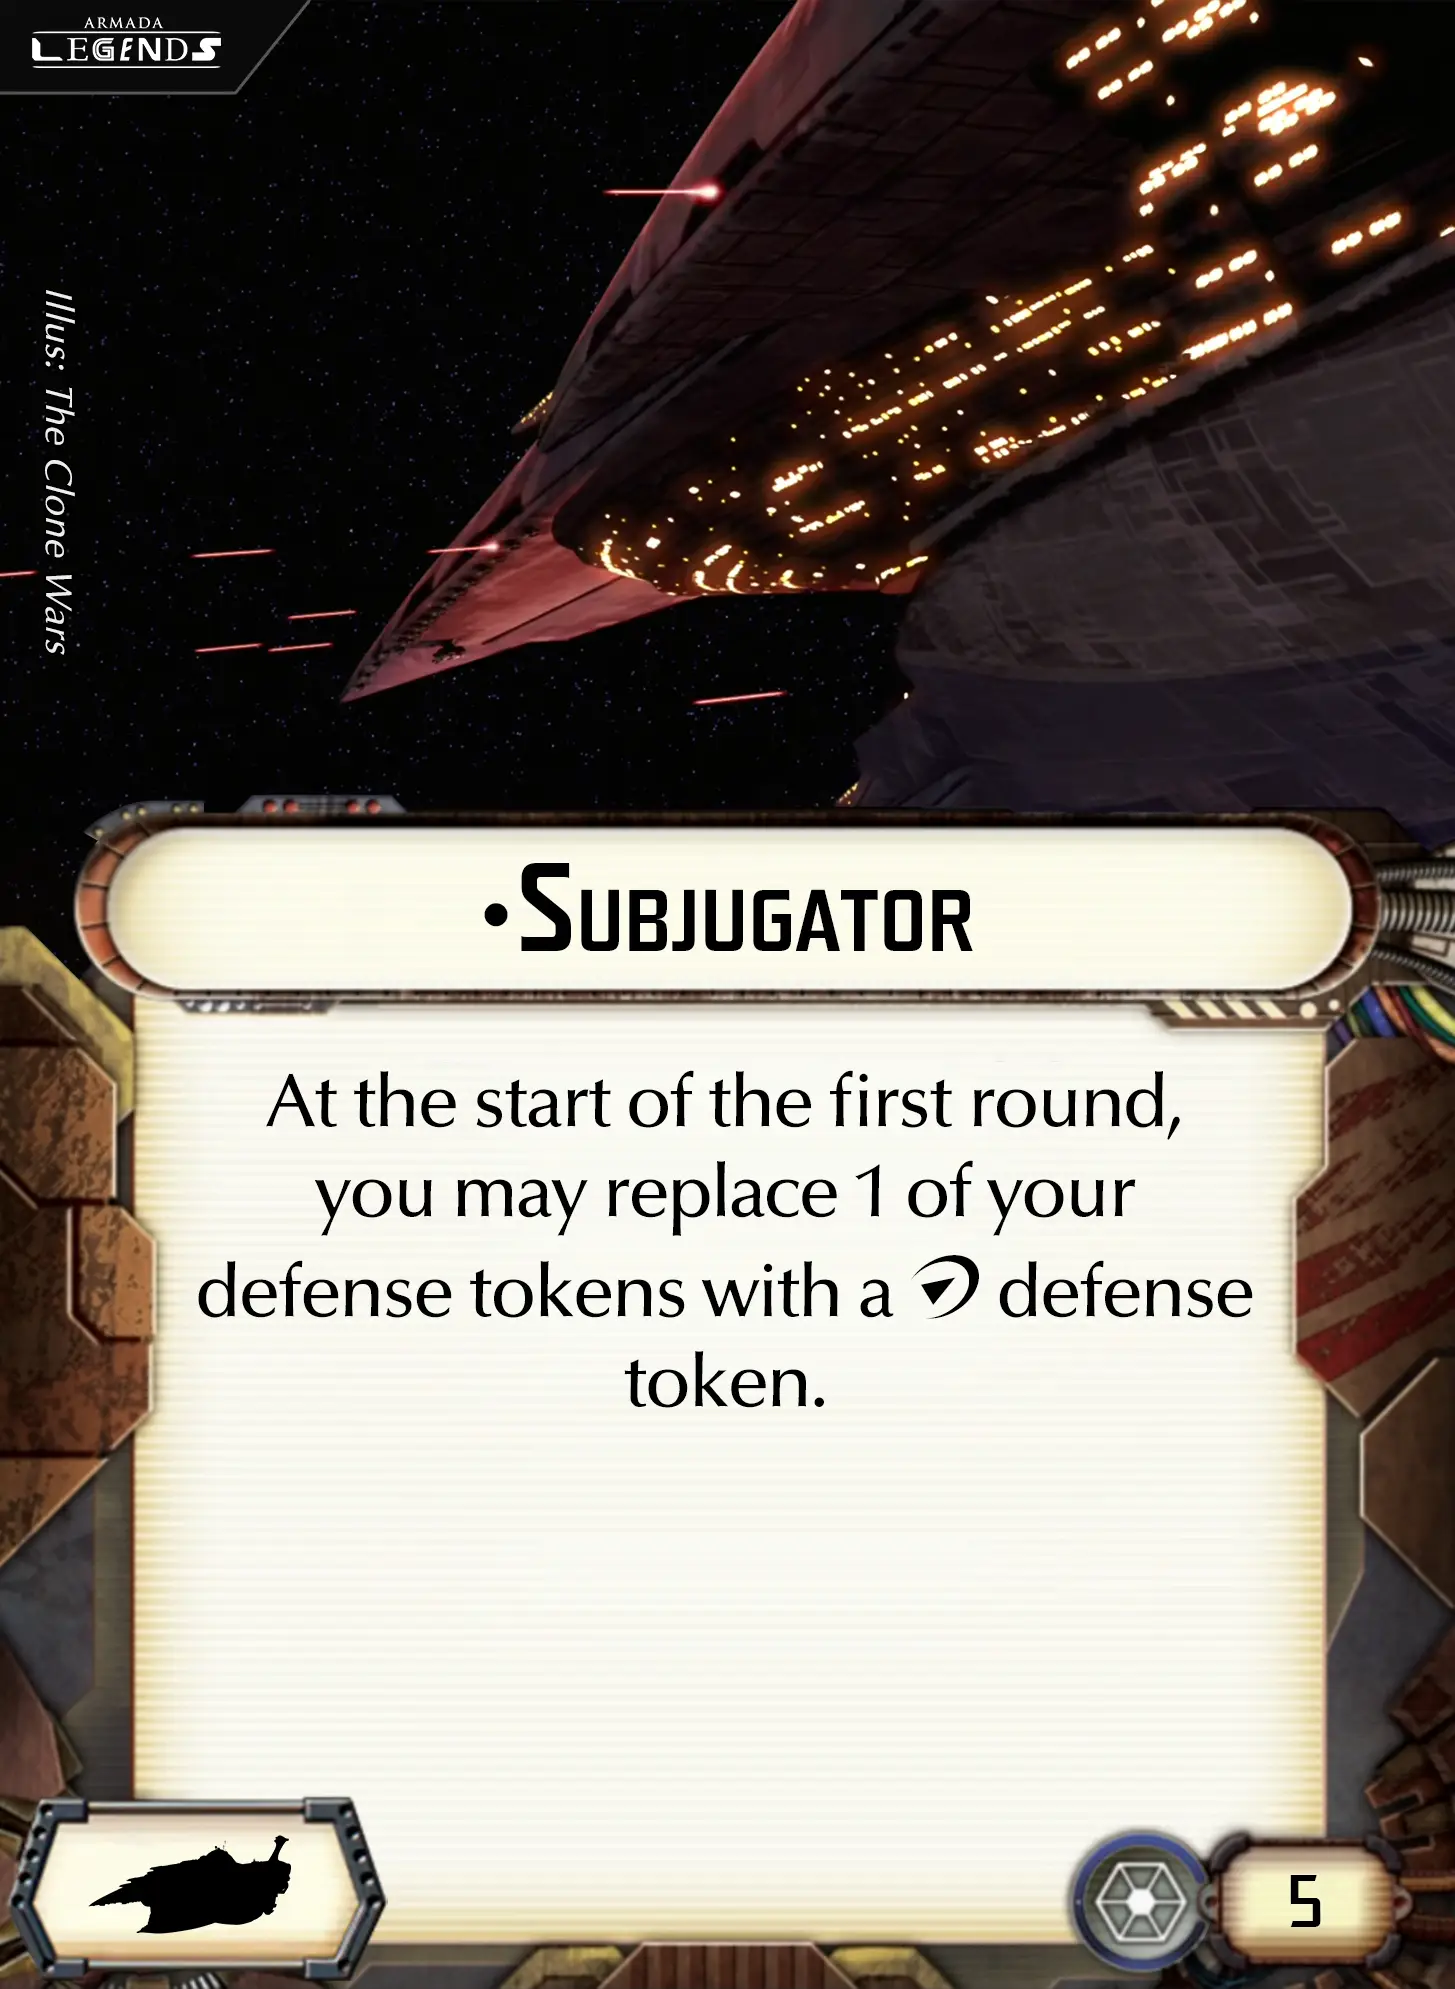 ARMADA
LEGENDS
Illus: The Clone Wars
•Subjugator
At the start of the first round,
you may replace 1 of your
defense tokens with a defense
token.
5